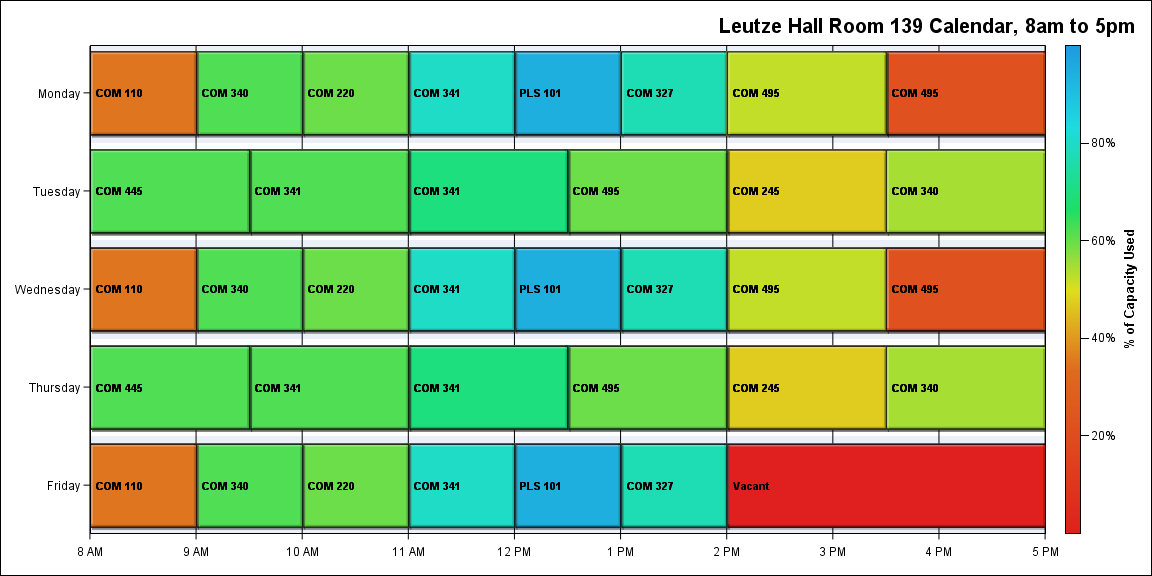 Leutze Hall Room 139 Calendar, 8am to 5pm
Monday
COM 110
COM 340
COM 220
COM 341
PLS 101
COM 327
COM 495
COM 495
Tuesday
COM 445
COM 341
COM 341
COM 495
COM 245
COM 340
Wednesday
COM 110
COM 340
COM 220
COM 341
PLS 101
COM 327
COM 495
COM 495
Thursday
COM 445
COM 341
COM 341
COM 495
COM 245
COM 340
Friday
COM 110
COM 340
COM 220
COM 341
PLS 101
COM 327
Vacant
8 AM
9 AM
10 AM
11 AM
12 PM
1 PM
2 PM
3 PM
4 PM
5 PM
80%
60%
40%
20%
% of Capacity Used